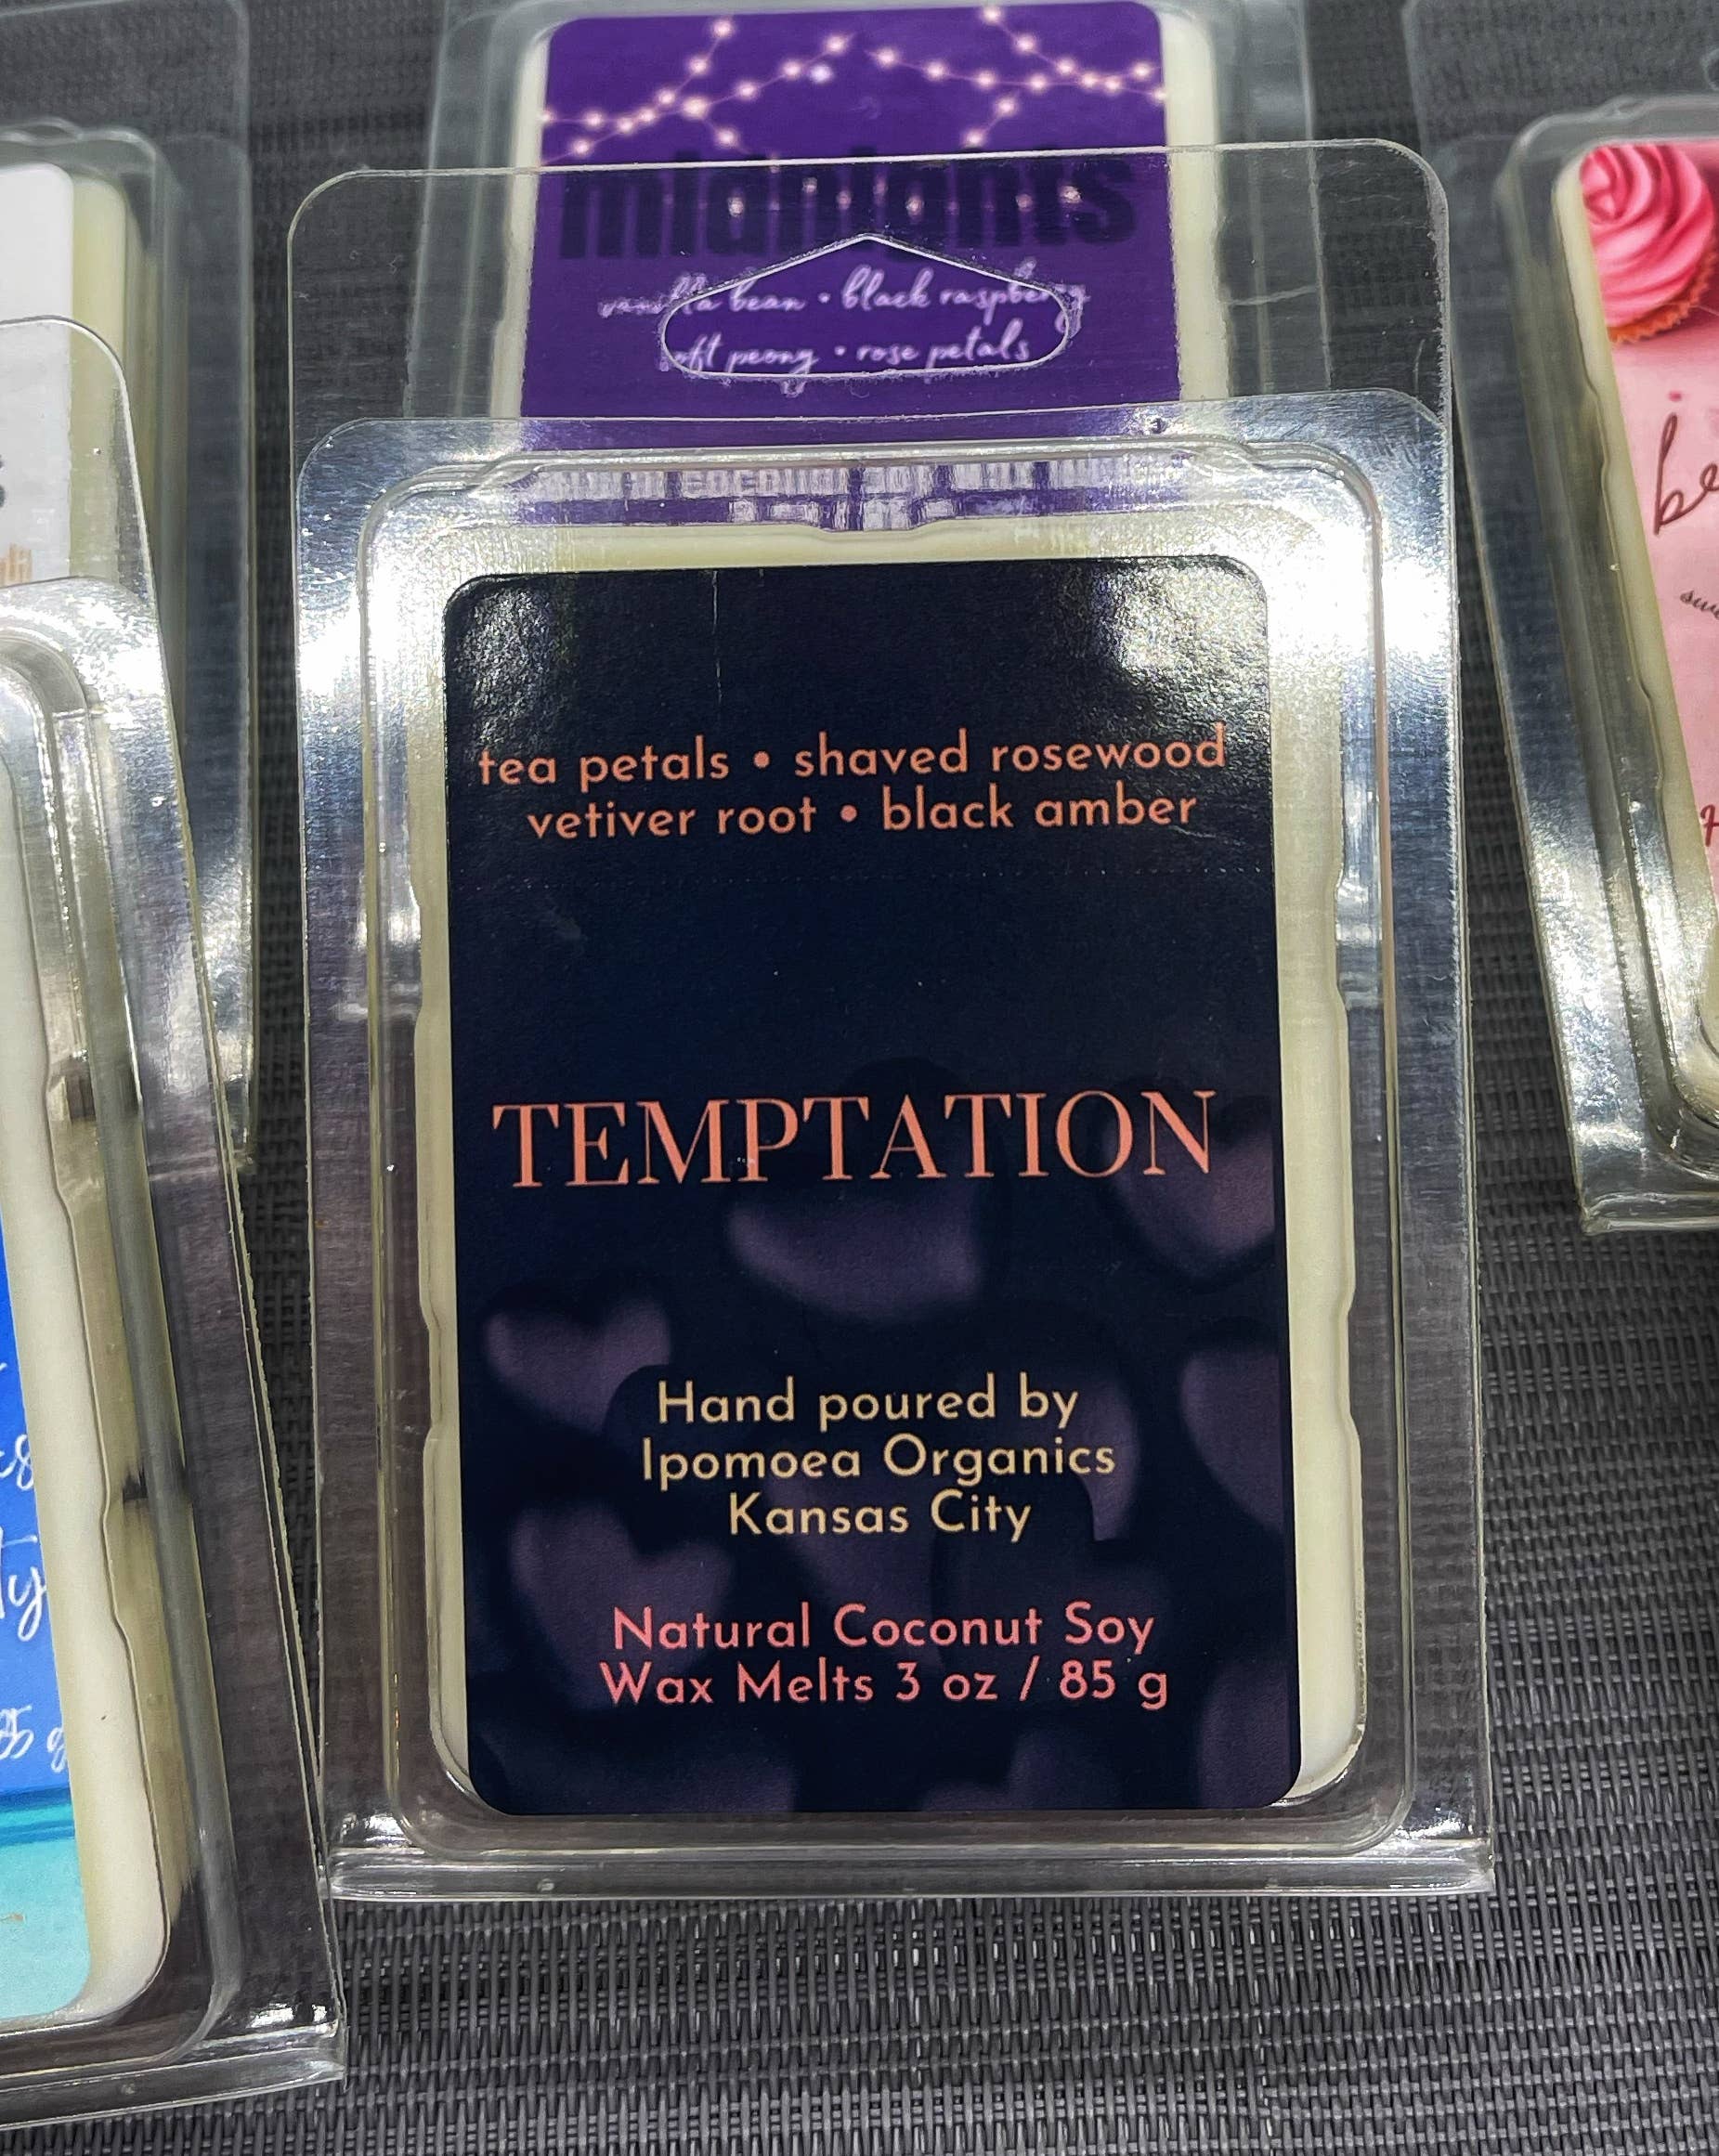 midnights
vanilla bean • black raspberry
soft peony • rose petals
tea petals • shaved rosewood
vetiver root • black amber
TEMPTATION
Hand poured by
Ipomoea Organics
Kansas City
Natural Coconut Soy
Wax Melts 3 oz / 85 g